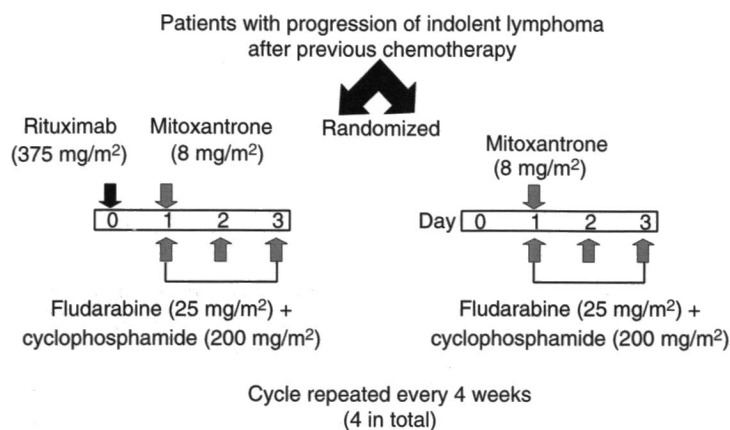 Patients with progression of indolent lymphoma
after previous chemotherapy
Randomized
Rituximab
(375 mg/m²)
Mitoxantrone
(8 mg/m²)
0 1 2 3
Fludarabine (25 mg/m²) +
cyclophosphamide (200 mg/m²)
Mitoxantrone
(8 mg/m²)
Day 0 1 2 3
Fludarabine (25 mg/m²) +
cyclophosphamide (200 mg/m²)
Cycle repeated every 4 weeks
(4 in total)